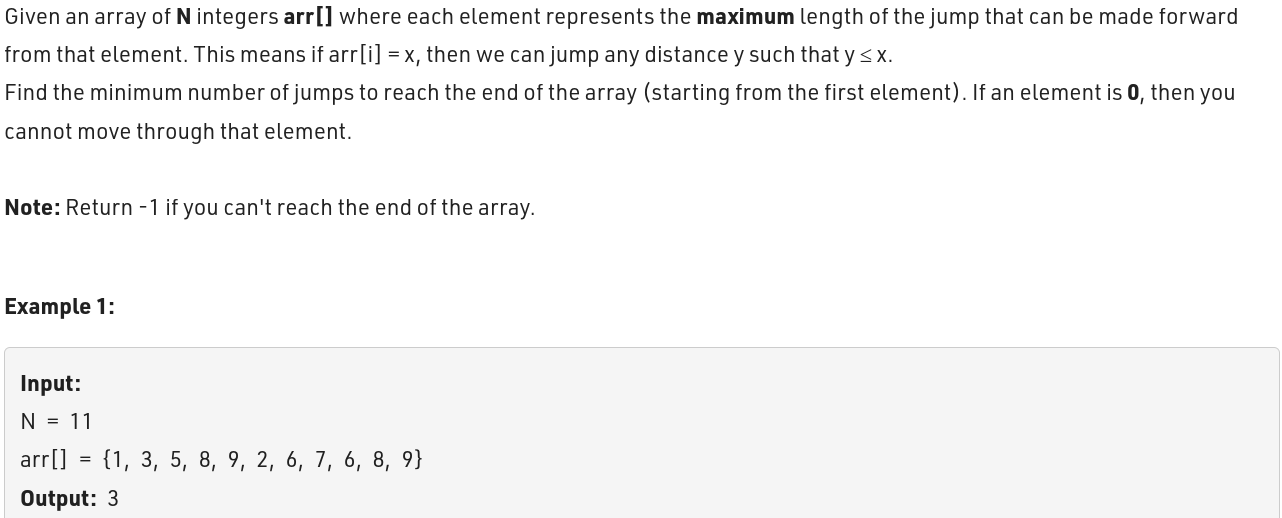 Given an array of N integers arr[] where each element represents the maximum length of the jump that can be made forward
from that element. This means if arr[i] = x, then we can jump any distance y such that y ≤ x.
Find the minimum number of jumps to reach the end of the array (starting from the first element). If an element is 0, then you
cannot move through that element.
Note: Return -1 if you can't reach the end of the array.
Example 1:
Input:
N = 11
arr[] = {1, 3, 5, 8, 9, 2, 6, 7, 6, 8, 9}
Output: 3